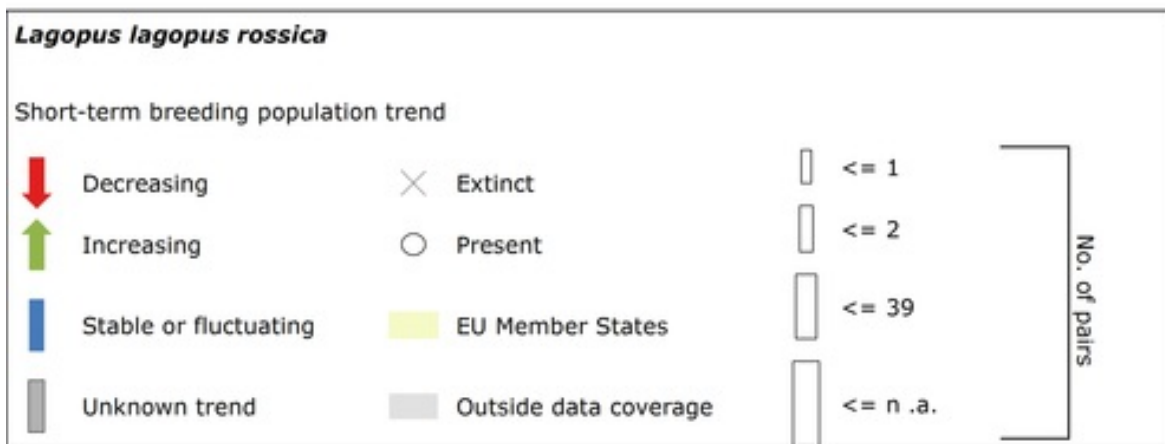 Lagopus lagopus rossica
Short-term breeding population trend
Decreasing
Increasing
Stable or fluctuating
Unknown trend
Extinct
Present
EU Member States
Outside data coverage
<= 1
<= 2
<= 39
<= n .a.
No. of pairs